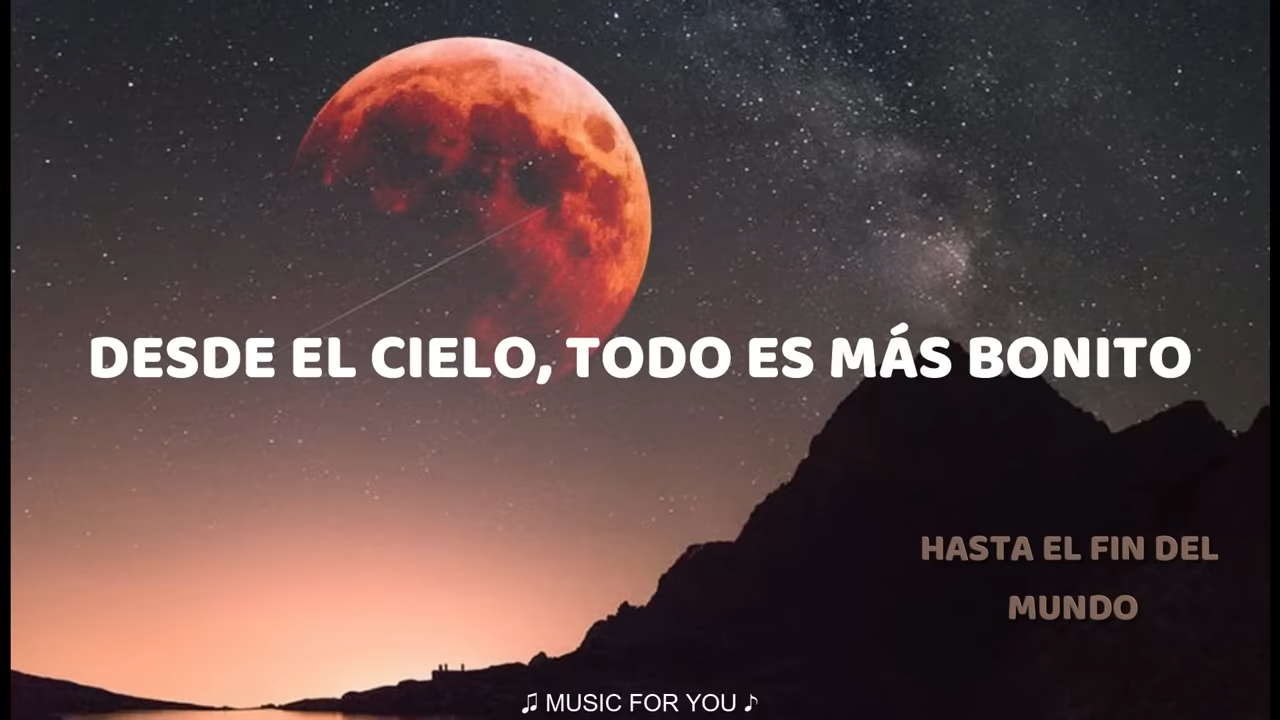 DESDE EL CIELO, TODO ES MÁS BONITO
HASTA EL FIN DEL
MUNDO
♫ MUSIC FOR YOU ♪